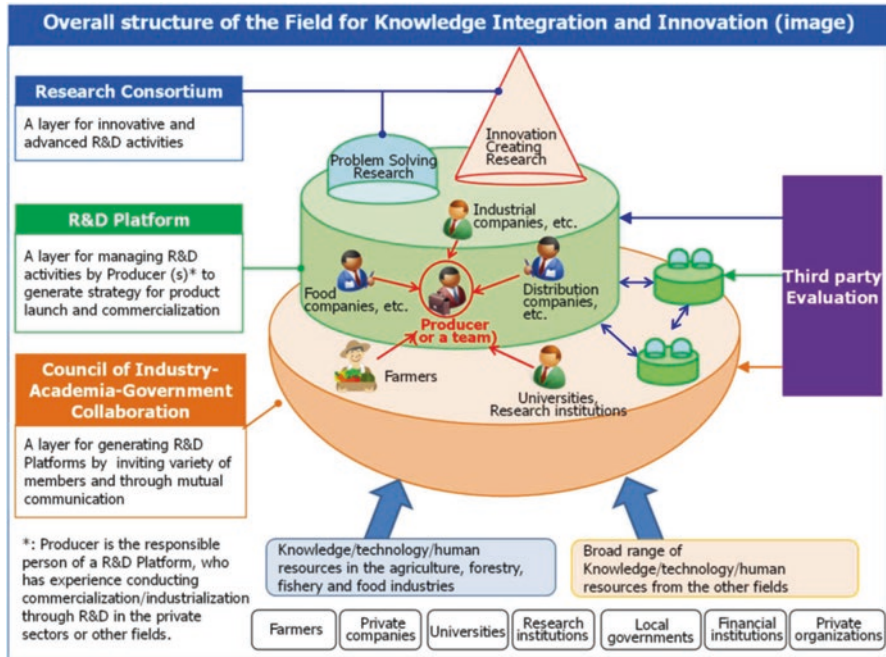 Overall structure of the Field for Knowledge Integration and Innovation (image)
Research Consortium
A layer for innovative and
advanced R&D activities
R&D Platform
A layer for managing R&D
activities by Producer (s)* to
generate strategy for product
launch and commercialization
Council of Industry-
Academia-Government
Collaboration
A layer for generating R&D
Platforms by inviting variety of
members and through mutual
communication
*: Producer is the responsible
person of a R&D Platform, who
has experience conducting
commercialization/industrialization
through R&D in the private
sectors or other fields.
Problem Solving
Research
Innovation
Creating
Research
Industrial
companies, etc.
Food
companies, etc.
Distribution
companies,
etc.
Producer
(or a team)
Farmers
Universities,
Research institutions
Third party
Evaluation
Knowledge/technology/human
resources in the agriculture, forestry,
fishery and food industries
Broad range of
Knowledge/technology/human
resources from the other fields
Farmers
Private
companies
Universities
Research
institutions
Local
governments
Financial
institutions
Private
organizations